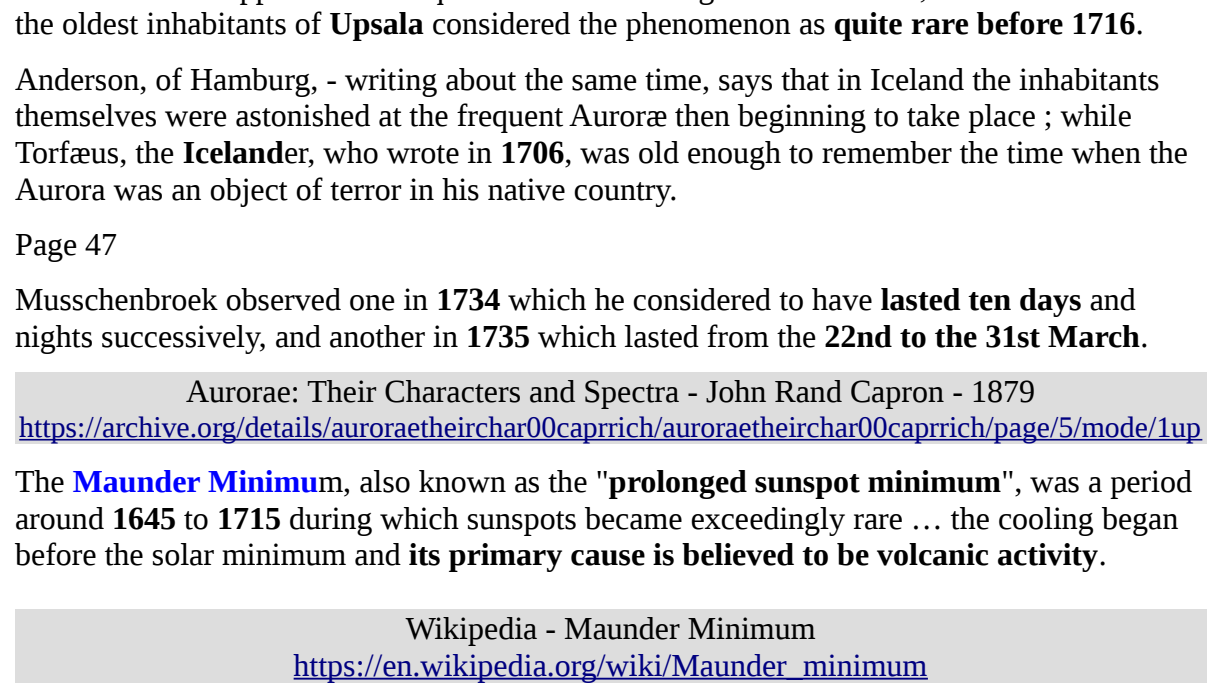 the oldest inhabitants of Upsala considered the phenomenon as quite rare before 1716.
Anderson, of Hamburg, - writing about the same time, says that in Iceland the inhabitants
themselves were astonished at the frequent Auroræ then beginning to take place ; while
Torfæus, the Icelander, who wrote in 1706, was old enough to remember the time when the
Aurora was an object of terror in his native country.
Page 47
Musschenbroek observed one in 1734 which he considered to have lasted ten days and
nights successively, and another in 1735 which lasted from the 22nd to the 31st March.
Aurorae: Their Characters and Spectra - John Rand Capron - 1879
https://archive.org/details/auroraetheirchar00caprrich/auroraetheirchar00caprrich/page/5/mode/1up
The Maunder Minimum, also known as the "prolonged sunspot minimum", was a period
around 1645 to 1715 during which sunspots became exceedingly rare … the cooling began
before the solar minimum and its primary cause is believed to be volcanic activity.
Wikipedia - Maunder Minimum
https://en.wikipedia.org/wiki/Maunder_minimum